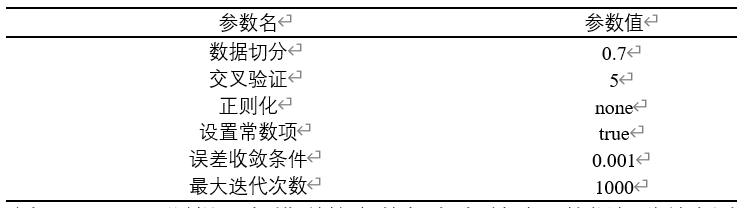 参数名 参数值
数据切分 0.7
交叉验证 5
正则化 none
设置常数项 true
误差收敛条件 0.001
最大迭代次数 1000